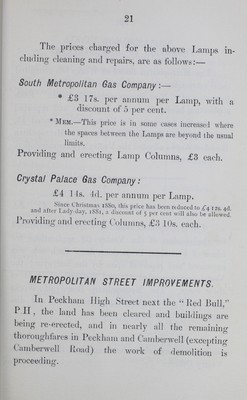 21
The prices charged for the above Lamps in-
cluding cleaning and repairs, are as follows:—
South Metropolitan Gas Company:—
* £3 17s. per annum per Lamp, with a
discount of 5 per cent.
* MEM.—This price is in some cases increased where
the spaces between the Lamps are beyond the usual
limits.
Providing and erecting Lamp Columns, £3 each.
Crystal Palace Gas Company:
£4 14s. 4d. per annum per Lamp.
Since Christmas 1880, this price has been reduced to £4 12s. 4d.
and after Lady-day, 1881, a discount of 5 per cent will also be allowed.
Providing and erecting Columns, £3 10s. each.
METROPOLITAN STREET IMPROVEMENTS.
In Peckham High Street next the "Red Bull,"
P.H, the land has been cleared and buildings are
being re-erected, and in nearly all the remaining
thoroughfares in Peckham and Camberwell (excepting
Camberwell Road) the work of demolition is
proceeding.